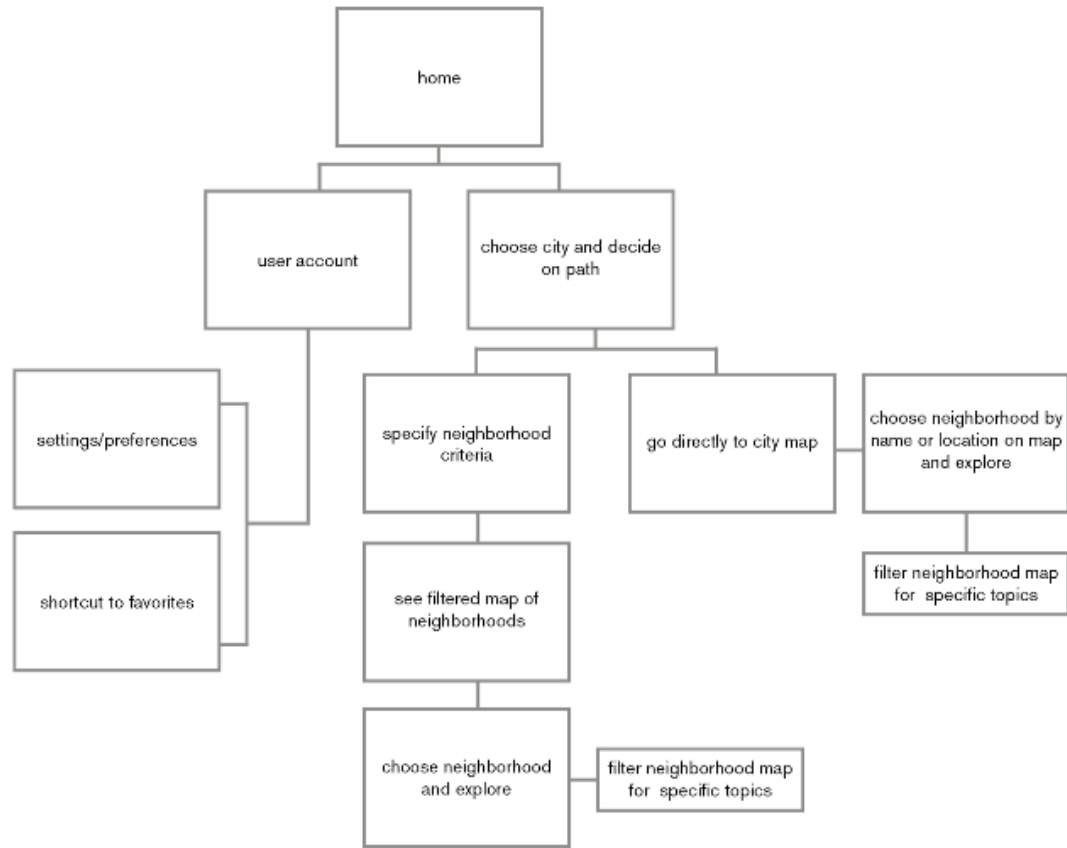 home
user account
choose city and decide
on path
settings/preferences
specify neighborhood
criteria
go directly to city map
choose neighborhood by
name or location on map
and explore
shortcut to favorites
see filtered map of
neighborhoods
filter neighborhood map
for specific topics
choose neighborhood
and explore
filter neighborhood map
for specific topics